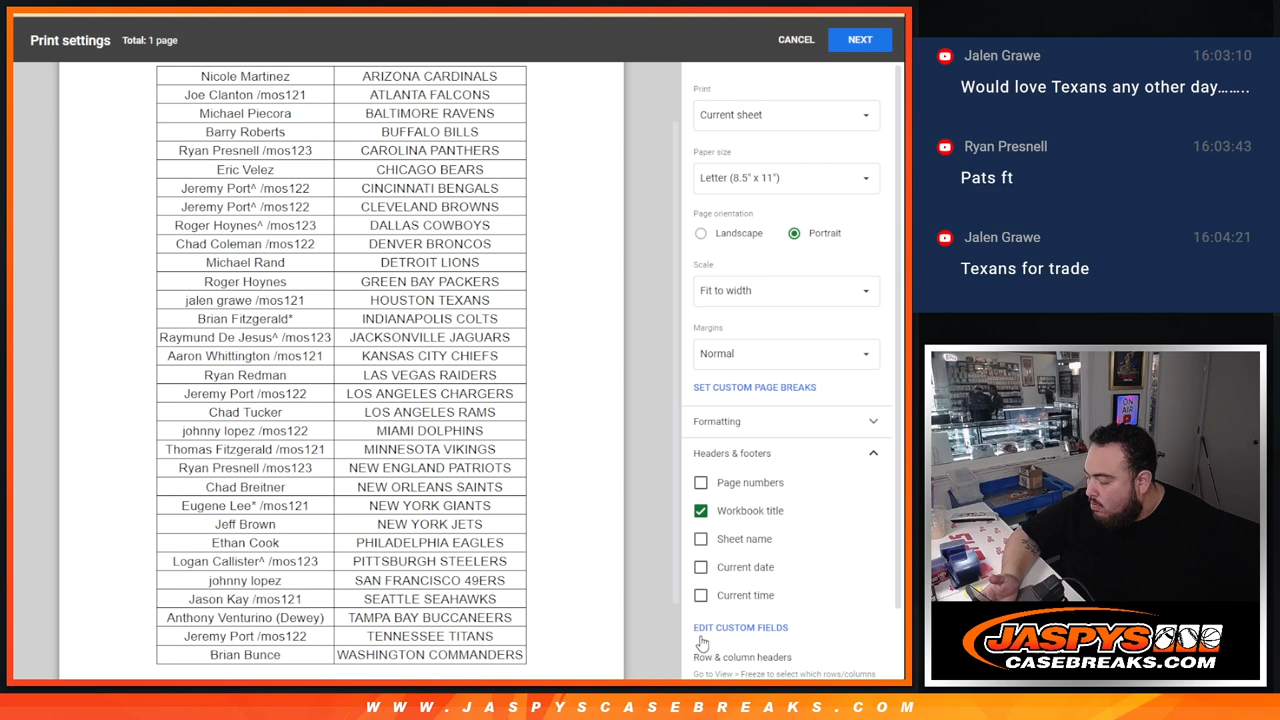 Print settings Total: 1 page CANCEL NEXT
Nicole Martinez ARIZONA CARDINALS
Joe Clanton /mos121 ATLANTA FALCONS
Michael Piecora BALTIMORE RAVENS
Barry Roberts BUFFALO BILLS
Ryan Presnell /mos123 CAROLINA PANTHERS
Eric Velez CHICAGO BEARS
Jeremy Port^ /mos122 CINCINNATI BENGALS
Jeremy Port^ /mos122 CLEVELAND BROWNS
Roger Hoynes^ /mos123 DALLAS COWBOYS
Chad Coleman /mos122 DENVER BRONCOS
Michael Rand DETROIT LIONS
Roger Hoynes GREEN BAY PACKERS
jalen grawe /mos121 HOUSTON TEXANS
Brian Fitzgerald* INDIANAPOLIS COLTS
Raymund De Jesus^ /mos123 JACKSONVILLE JAGUARS
Aaron Whittington /mos121 KANSAS CITY CHIEFS
Ryan Redman LAS VEGAS RAIDERS
Jeremy Port /mos122 LOS ANGELES CHARGERS
Chad Tucker LOS ANGELES RAMS
johnny lopez /mos122 MIAMI DOLPHINS
Thomas Fitzgerald /mos121 MINNESOTA VIKINGS
Ryan Presnell /mos123 NEW ENGLAND PATRIOTS
Chad Breitner NEW ORLEANS SAINTS
Eugene Lee* /mos121 NEW YORK GIANTS
Jeff Brown NEW YORK JETS
Ethan Cook PHILADELPHIA EAGLES
Logan Callister^ /mos123 PITTSBURGH STEELERS
johnny lopez SAN FRANCISCO 49ERS
Jason Kay /mos121 SEATTLE SEAHAWKS
Anthony Venturino (Dewey) TAMPA BAY BUCCANEERS
Jeremy Port /mos122 TENNESSEE TITANS
Brian Bunce WASHINGTON COMMANDERS
Print
Current sheet
Paper size
Letter (8.5" x 11")
Page orientation
Landscape Portrait
Scale
Fit to width
Margins
Normal
SET CUSTOM PAGE BREAKS
Formatting
Headers & footers
Page numbers
Workbook title
Sheet name
Current date
Current time
EDIT CUSTOM FIELDS
Row & column headers
Go to View > Freeze to select which rows/columns
Jalen Grawe 16:03:10
Would love Texans any other day........
Ryan Presnell 16:03:43
Pats ft
Jalen Grawe 16:04:21
Texans for trade
ON
AIR
JASPYS
CASEBREAKS.COM
WWW.JASPYSCASEBREAKS.COM